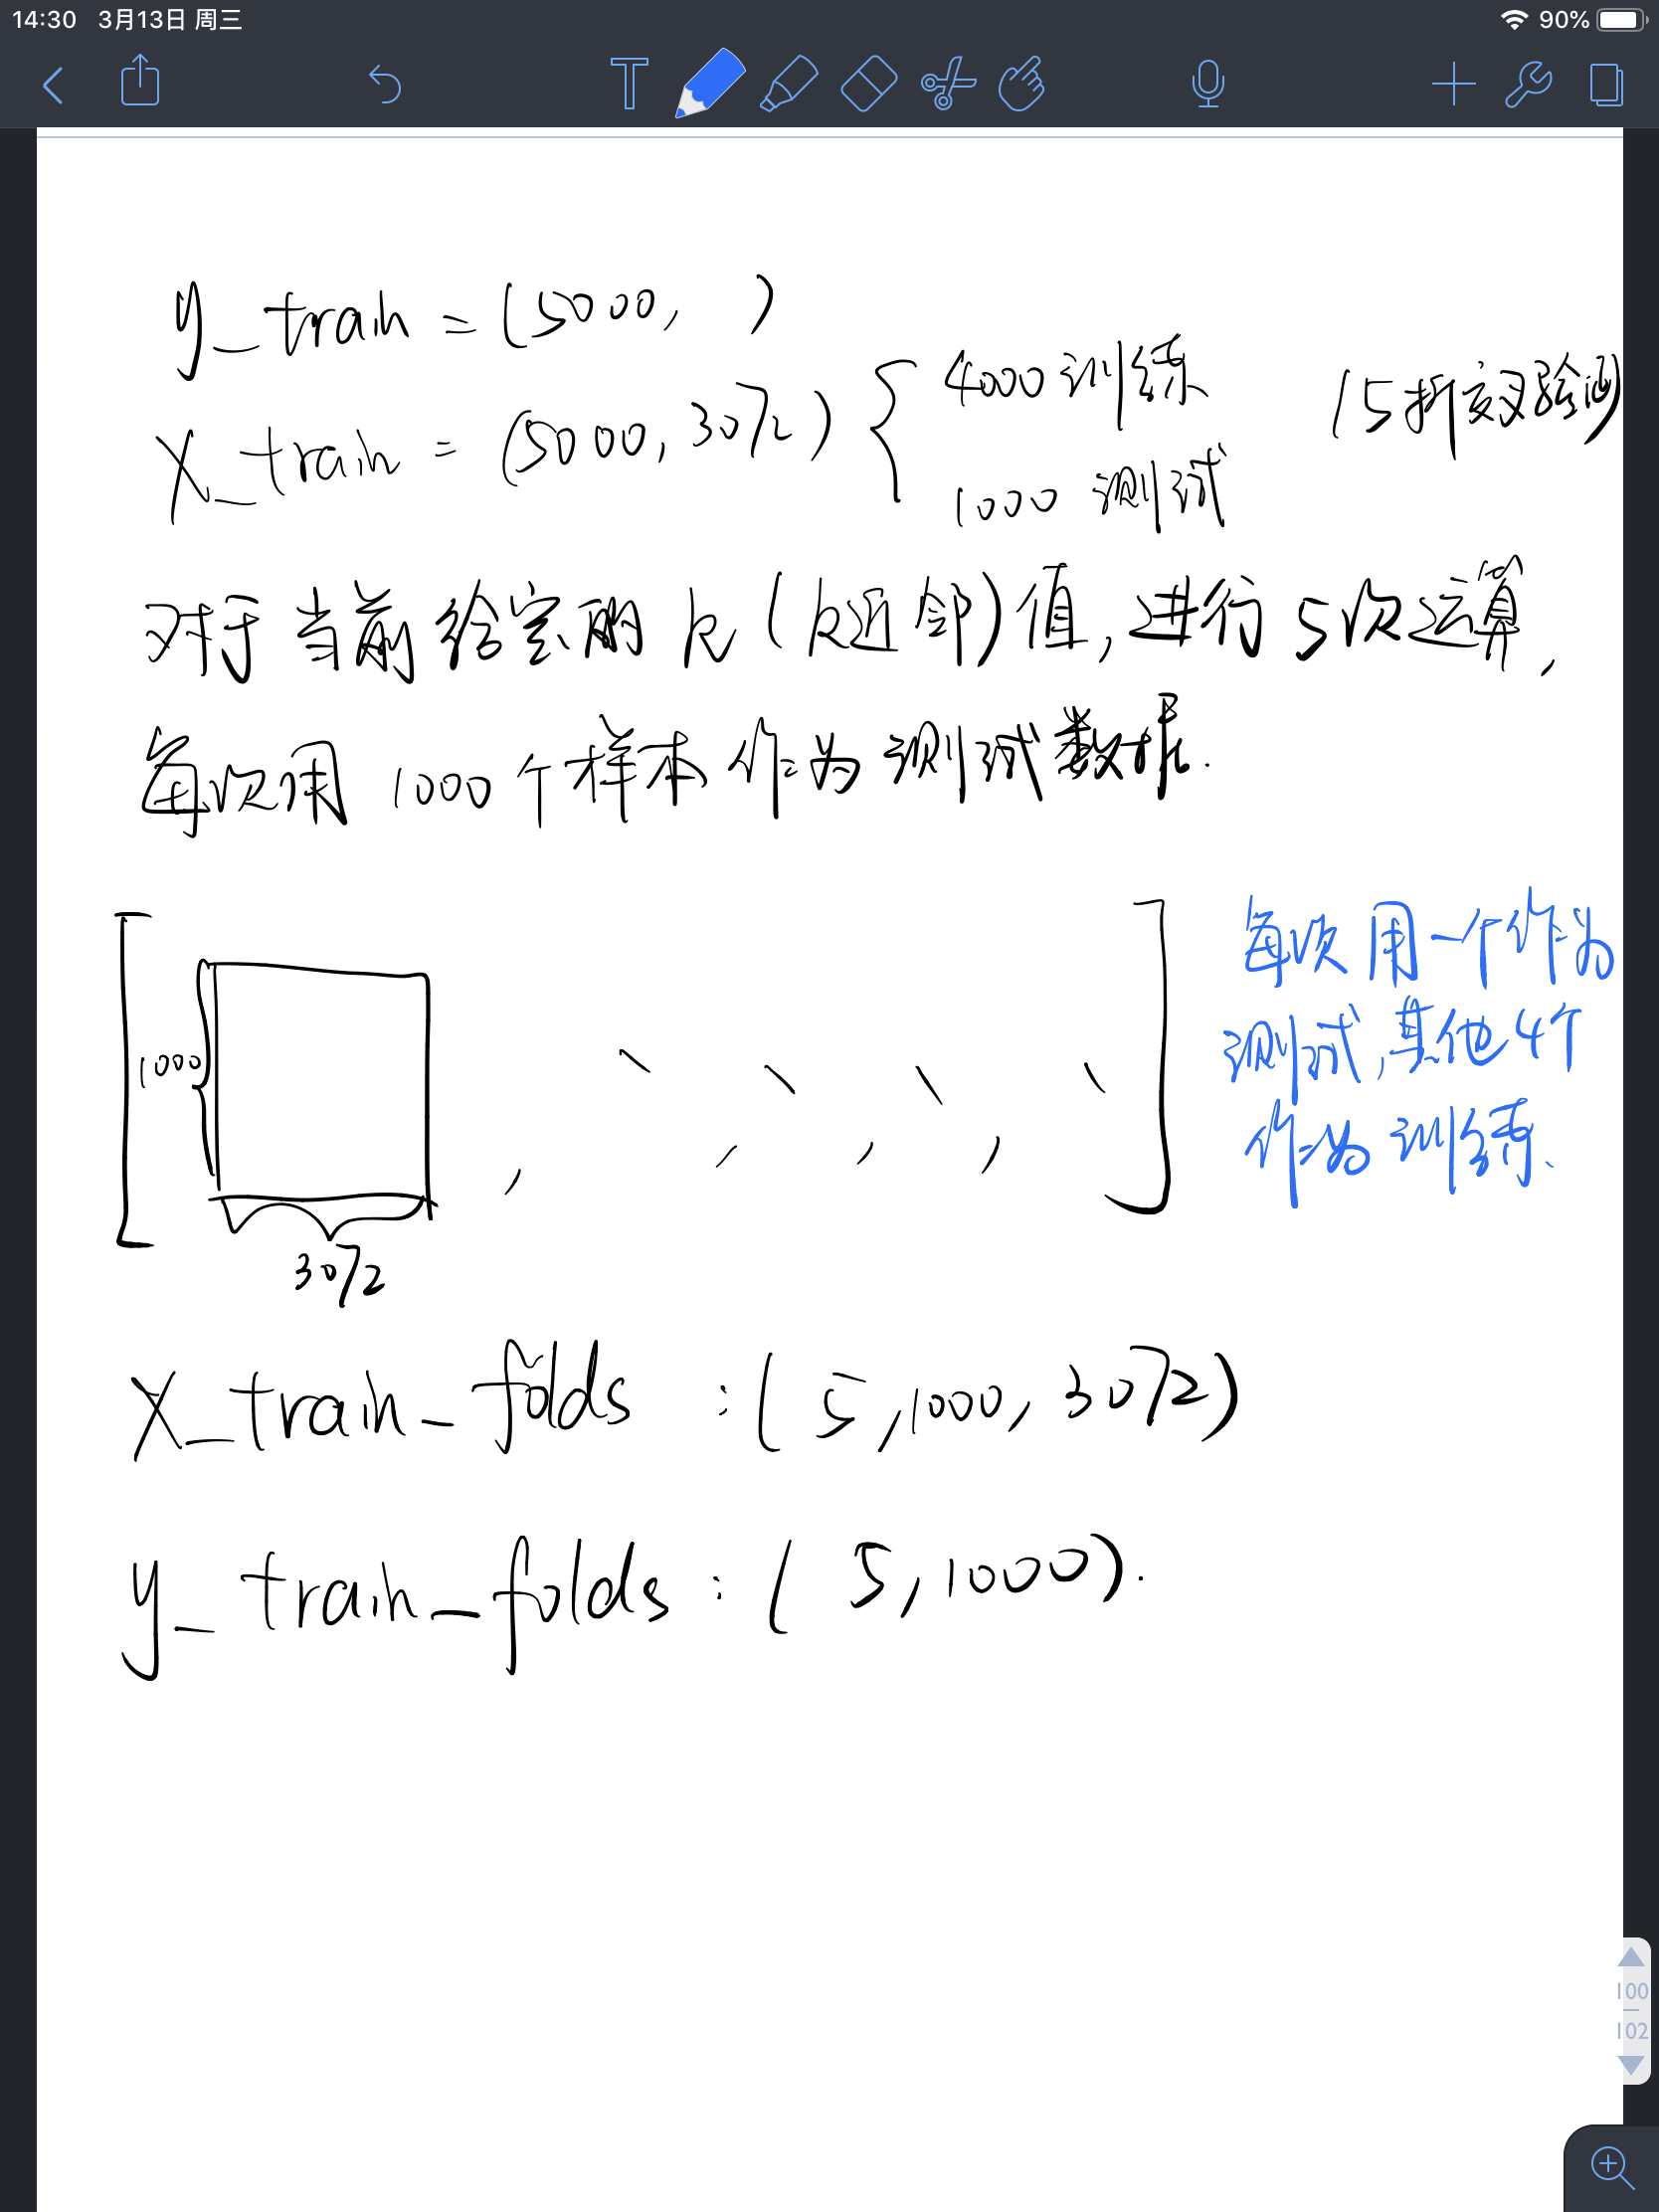 14:30 3月13日 周三 90%
y_train = (5000, )
X_train = (5000, 3072) { 4000 训练 (5折交叉验证)
1000 测试
对于当前给定的 k (k近邻) 值, 进行 5次运算,
每次用 1000 个样本作为测试数据.
每次用一个作为
测试, 其他4个
作为训练、
1000
3072
X_train_folds : ( 5, 1000, 3072)
y_train_folds : ( 5, 1000).
100
102